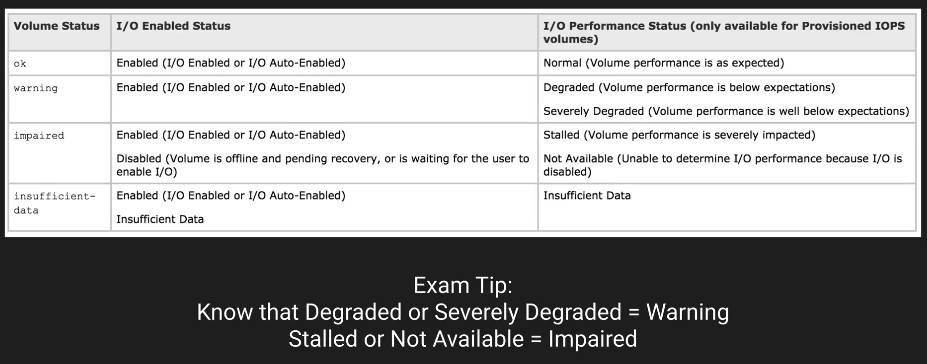 Volume Status
I/O Enabled Status
I/O Performance Status (only available for Provisioned IOPS
volumes)
ok
Enabled (I/O Enabled or I/O Auto-Enabled)
Normal (Volume performance is as expected)
warning
Enabled (I/O Enabled or I/O Auto-Enabled)
Degraded (Volume performance is below expectations)
Severely Degraded (Volume performance is well below expectations)
impaired
Enabled (I/O Enabled or I/O Auto-Enabled)
Disabled (Volume is offline and pending recovery, or is waiting for the user to
enable I/O)
Stalled (Volume performance is severely impacted)
Not Available (Unable to determine I/O performance because I/O is
disabled)
insufficient-
data
Enabled (I/O Enabled or I/O Auto-Enabled)
Insufficient Data
Insufficient Data
Exam Tip:
Know that Degraded or Severely Degraded = Warning
Stalled or Not Available = Impaired